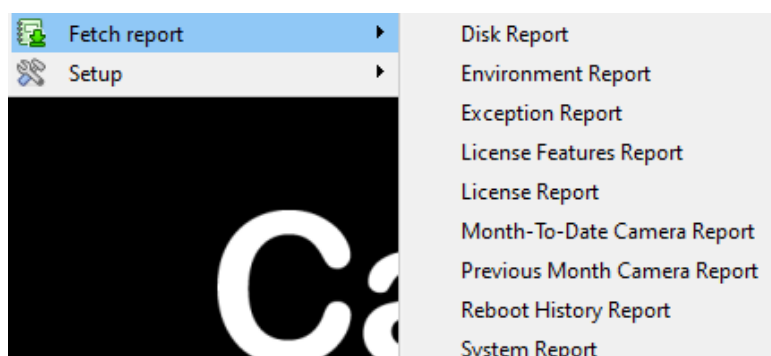 Fetch report
Setup
Disk Report
Environment Report
Exception Report
License Features Report
License Report
Month-To-Date Camera Report
Previous Month Camera Report
Reboot History Report
System Report
Ca